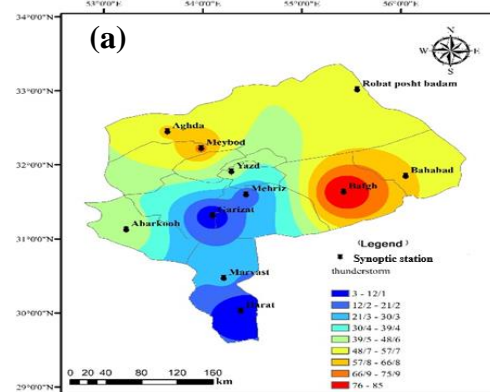 53°0'0"E 54°0'0"E 55°0'0"E 56°0'0"E
34°0'0"N
(a)
N
W E
S
33°0'0"N
Robat posht badam
Aghda
Meybod
32°0'0"N
Yazd
Bahabad
Mehriz
Bafgh
Garizat
Abarkooh
31°0'0"N
(Legend)
Synoptic station
thunderstorm
Marvast
3 - 12/1
12/2 - 21/2
30°0'0"N
21/3 - 30/3
30/4 - 39/4
39/5 - 48/6
48/7 - 57/7
57/8 - 66/8
66/9 - 75/9
76 - 85
0 20 40 80 120 160
km
29°0'0"N